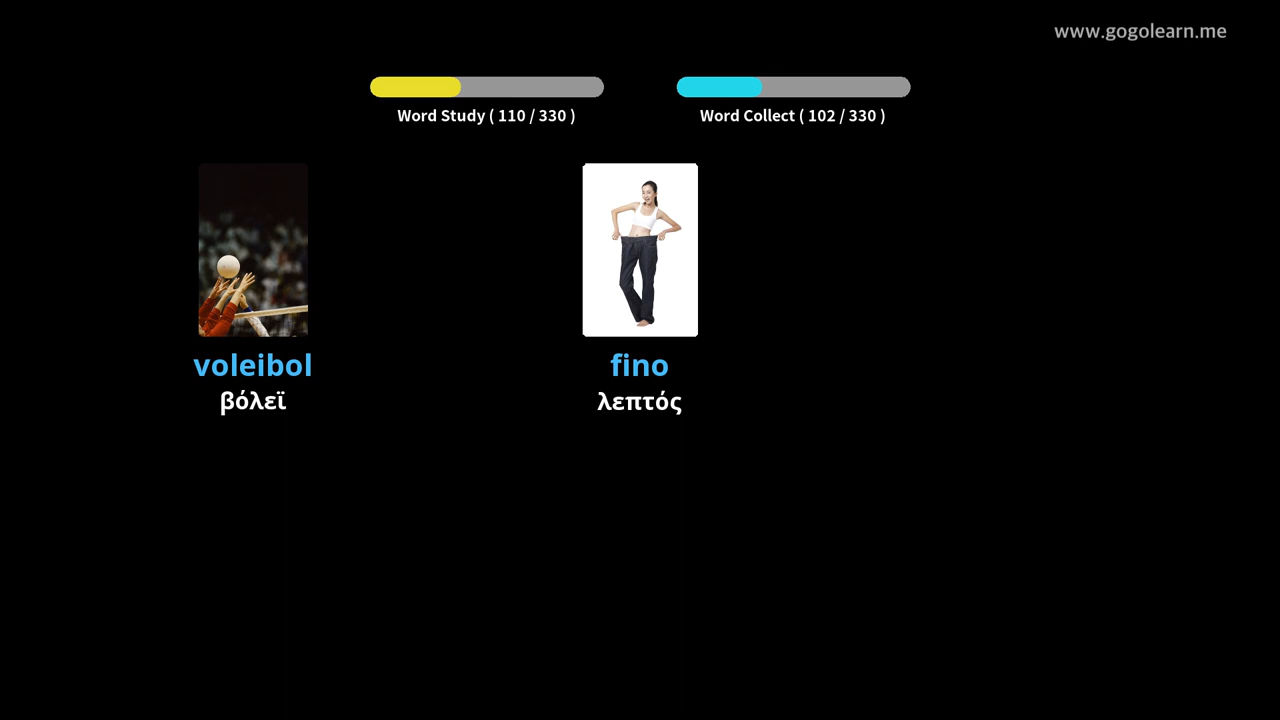 www.gogolearn.me
Word Study ( 110 / 330 )
Word Collect ( 102 / 330 )
voleibol
βόλεϊ
fino
λεπτός